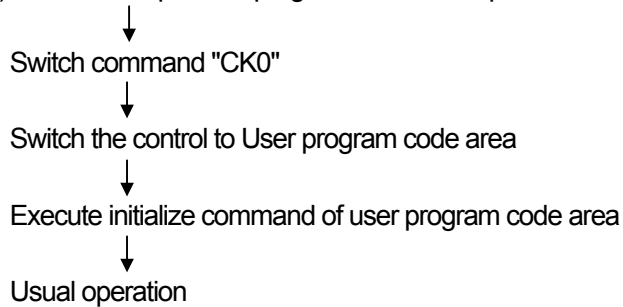 Switch command "CK0"
Switch the control to User program code area
Execute initialize command of user program code area
Usual operation